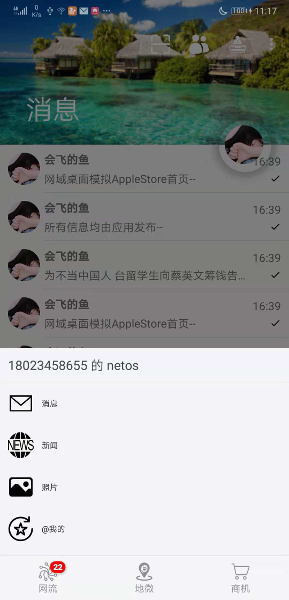 0
K/s
100
11:17
消息
会飞的鱼
16:39
网域桌面模拟AppleStore首页--
会飞的鱼
16:39
所有信息均由应用发布--
会飞的鱼
16:39
为不当中国人 台留学生向蔡英文筹钱告...
会飞的鱼
16:39
网域桌面模拟AppleStore首页--
18023458655 的 netos
消息
NEWS
新闻
照片
@我的
22
网流
地微
商机